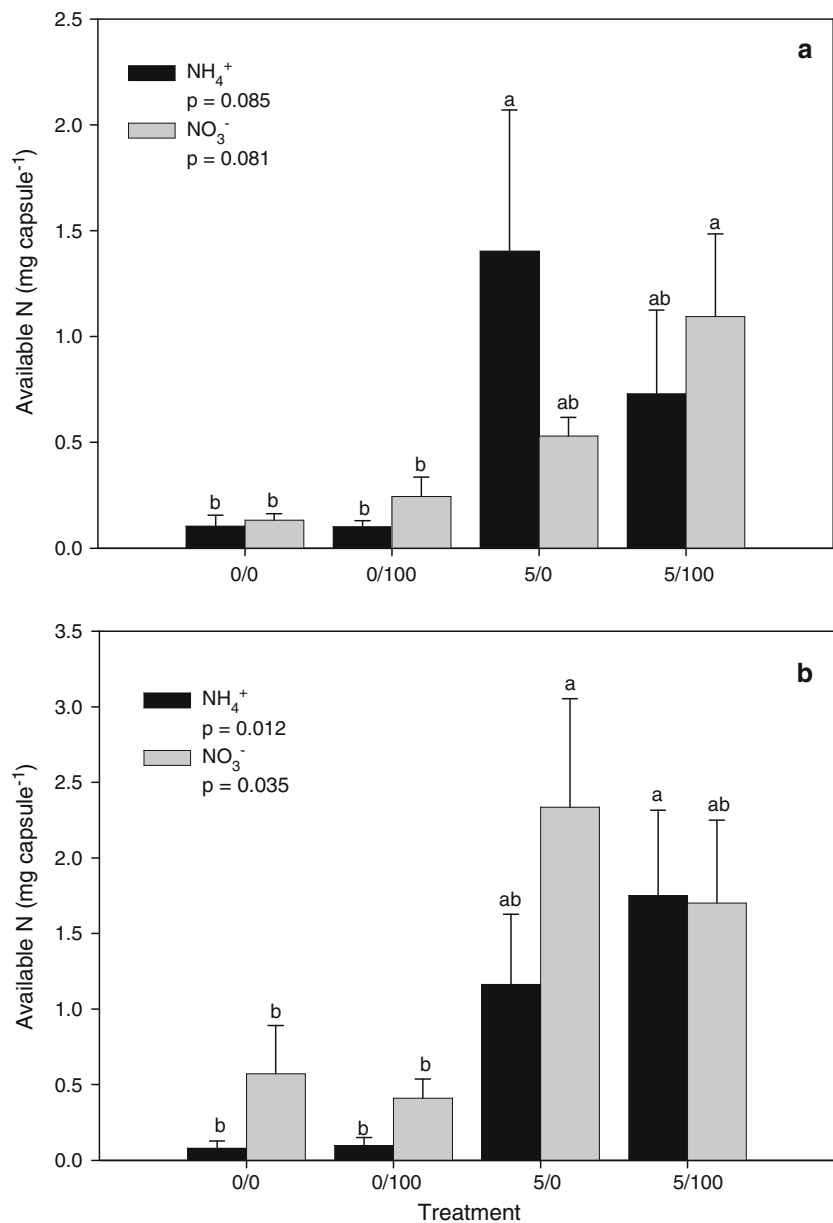 a
2.5
2.0
1.5
1.0
0.5
0.0
Available N (mg capsule⁻¹)
NH₄⁺
p = 0.085
NO₃⁻
p = 0.081
b
b
b
b
a
ab
ab
a
0/0
0/100
5/0
5/100
b
3.5
3.0
2.5
2.0
1.5
1.0
0.5
0.0
Available N (mg capsule⁻¹)
NH₄⁺
p = 0.012
NO₃⁻
p = 0.035
b
b
b
b
ab
a
a
ab
0/0
0/100
5/0
5/100
Treatment